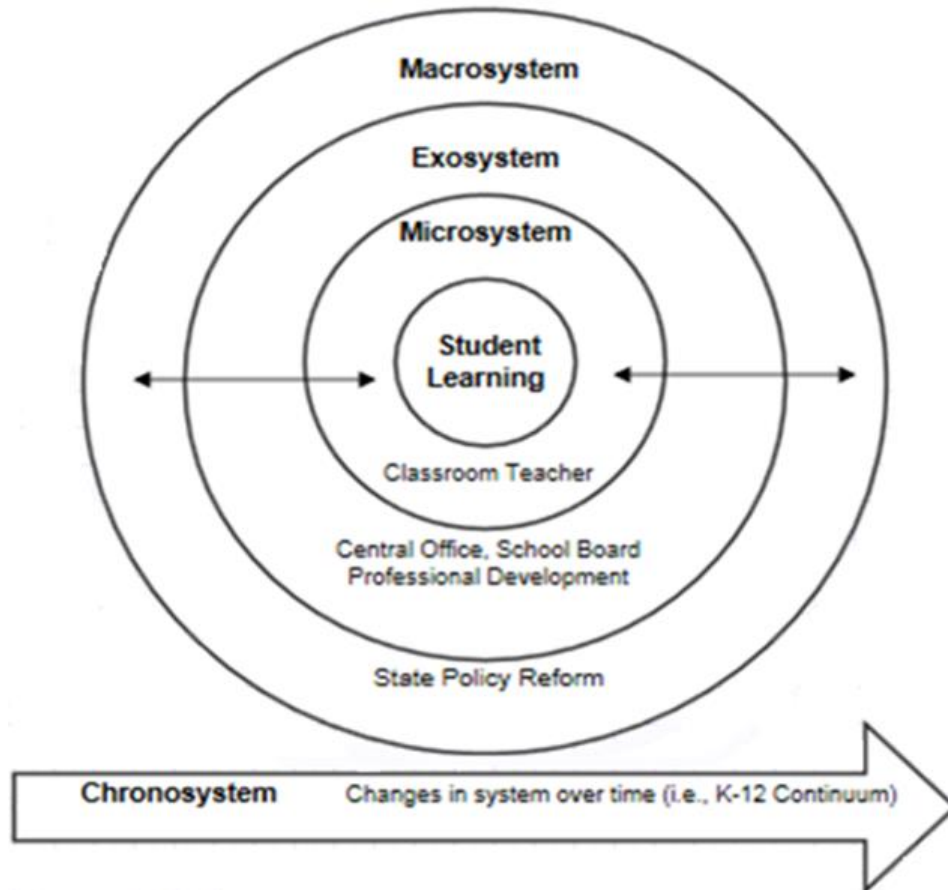 Macrosystem
Exosystem
Microsystem
Student
Learning
Classroom Teacher
Central Office, School Board
Professional Development
State Policy Reform
Chronosystem Changes in system over time (i.e., K-12 Continuum)